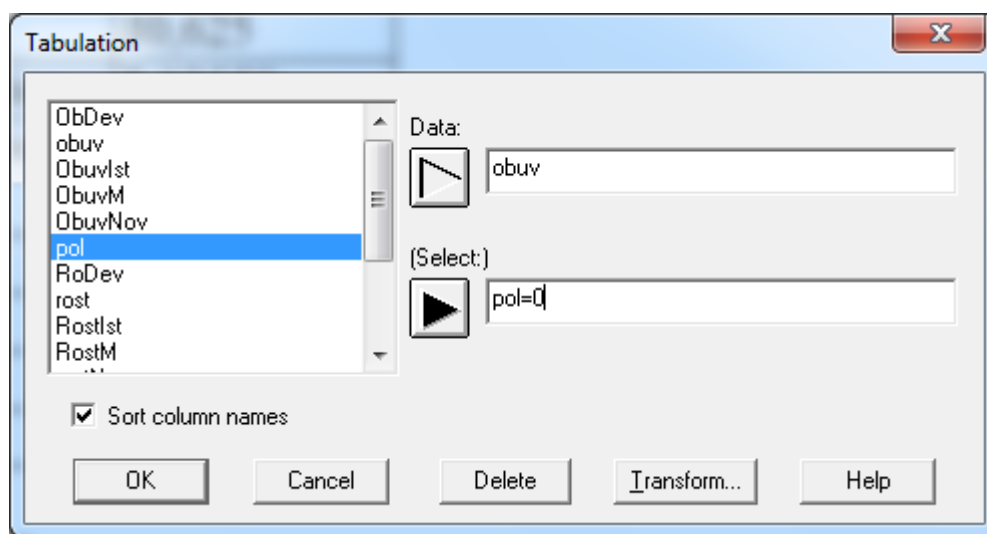 Tabulation
ObDev
obuv
ObuvIst
ObuvM
ObuvNov
pol
RoDev
rost
RostIst
RostM
Data:
obuv
(Select:)
pol=0
Sort column names
OK
Cancel
Delete
Transform...
Help